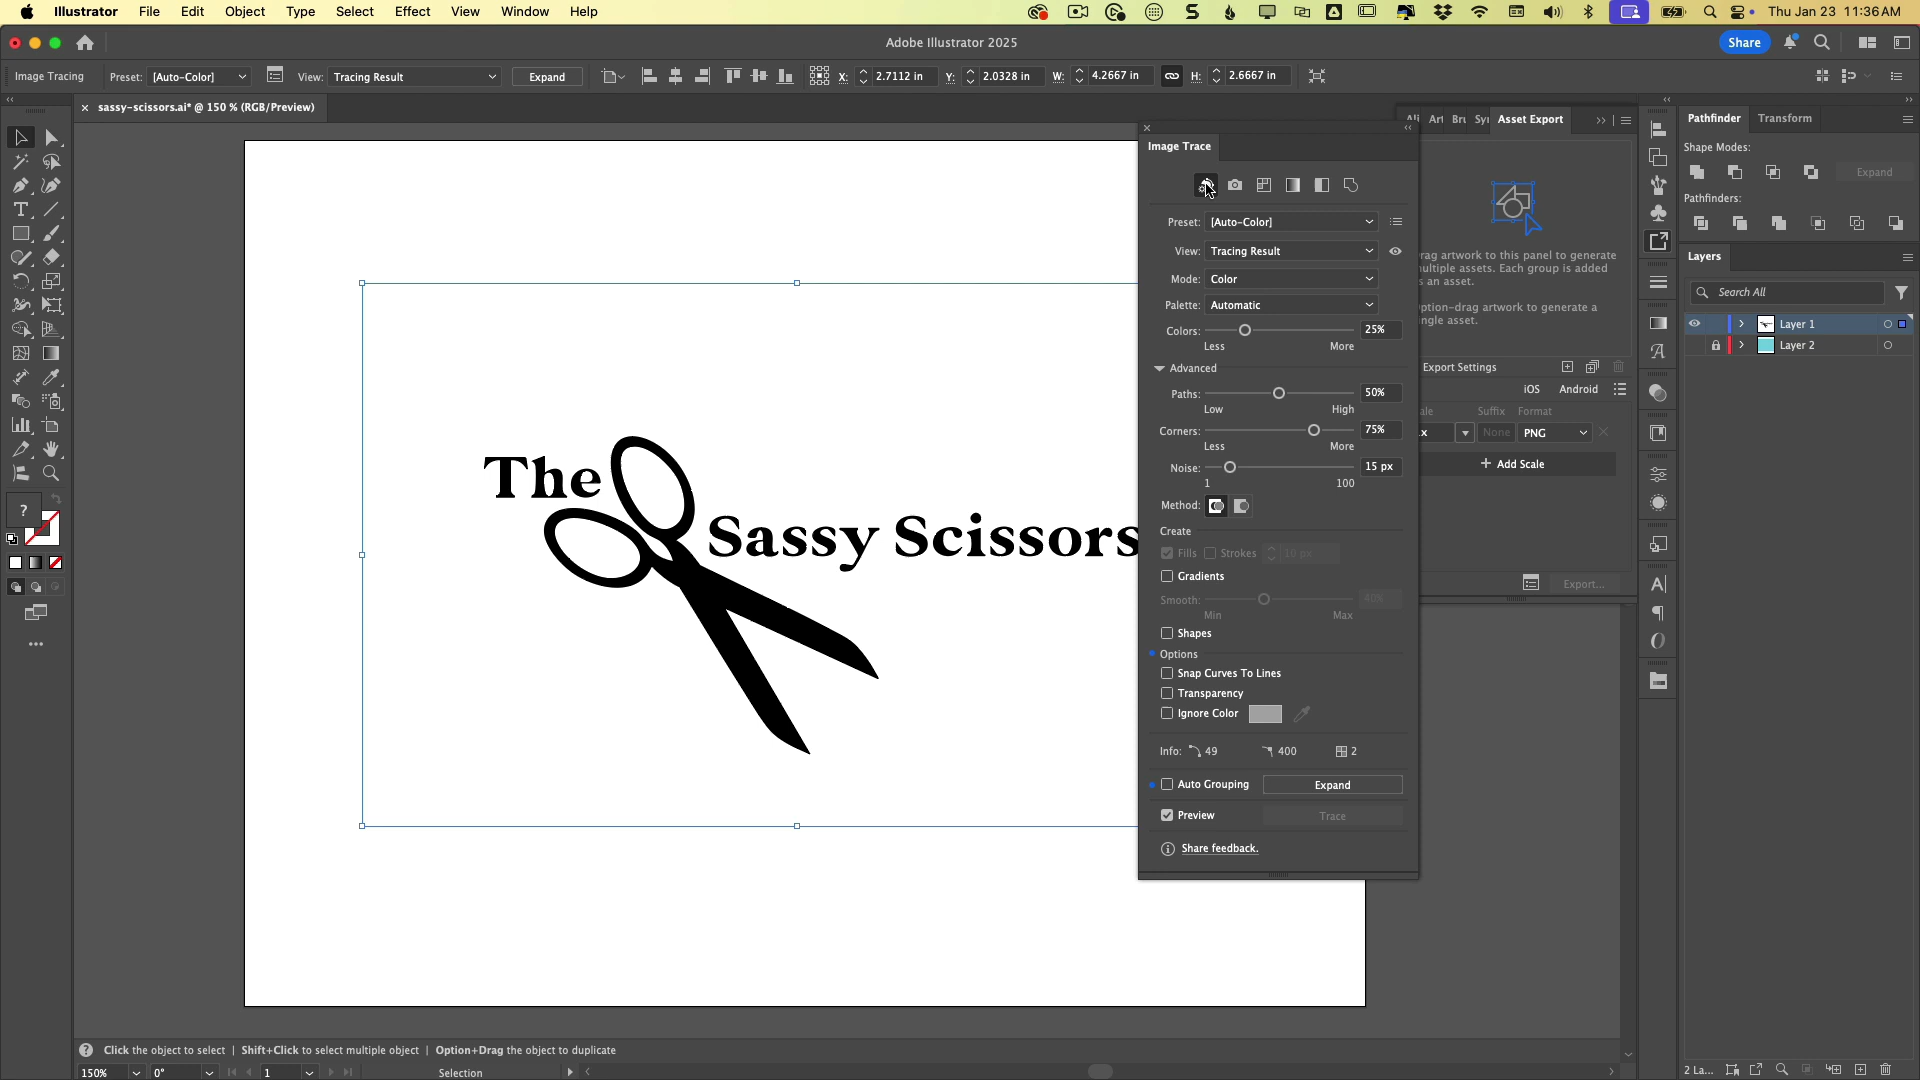 Illustrator File Edit Object Type Select Effect View Window Help Thu Jan 23 11:36 AM
Adobe Illustrator 2025 Share
Image Tracing Preset: [Auto-Color] View: Tracing Result Expand X: 2.7112 in Y: 2.0328 in W: 4.2667 in H: 2.6667 in
sassy-scissors.ai* @ 150 % (RGB/Preview)
Ali Art Bru Syı Asset Export
Pathfinder Transform
Image Trace
Shape Modes:
Expand
Pathfinders:
Preset: [Auto-Color]
View: Tracing Result
rag artwork to this panel to generate
ultiple assets. Each group is added
s an asset.
Layers
Mode: Color
Search All
Palette: Automatic
ption-drag artwork to generate a
ngle asset.
Layer 1
Colors: 25%
Less More
Layer 2
Advanced
Export Settings
Paths: 50%
iOS Android
Low High
ale Suffix Format
Corners: 75%
x None PNG
Less More
Noise: 15 px
Add Scale
1 100
Method:
Create
Fills Strokes 10 px
Gradients
Export...
Smooth: 40%
Min Max
Shapes
Options
Snap Curves To Lines
Transparency
Ignore Color
Info: 49 400 2
Auto Grouping Expand
Preview Trace
Share feedback.
The
Sassy Scissors
?
Click the object to select | Shift+Click to select multiple object | Option+Drag the object to duplicate
150% 0° 1 Selection
2 La...